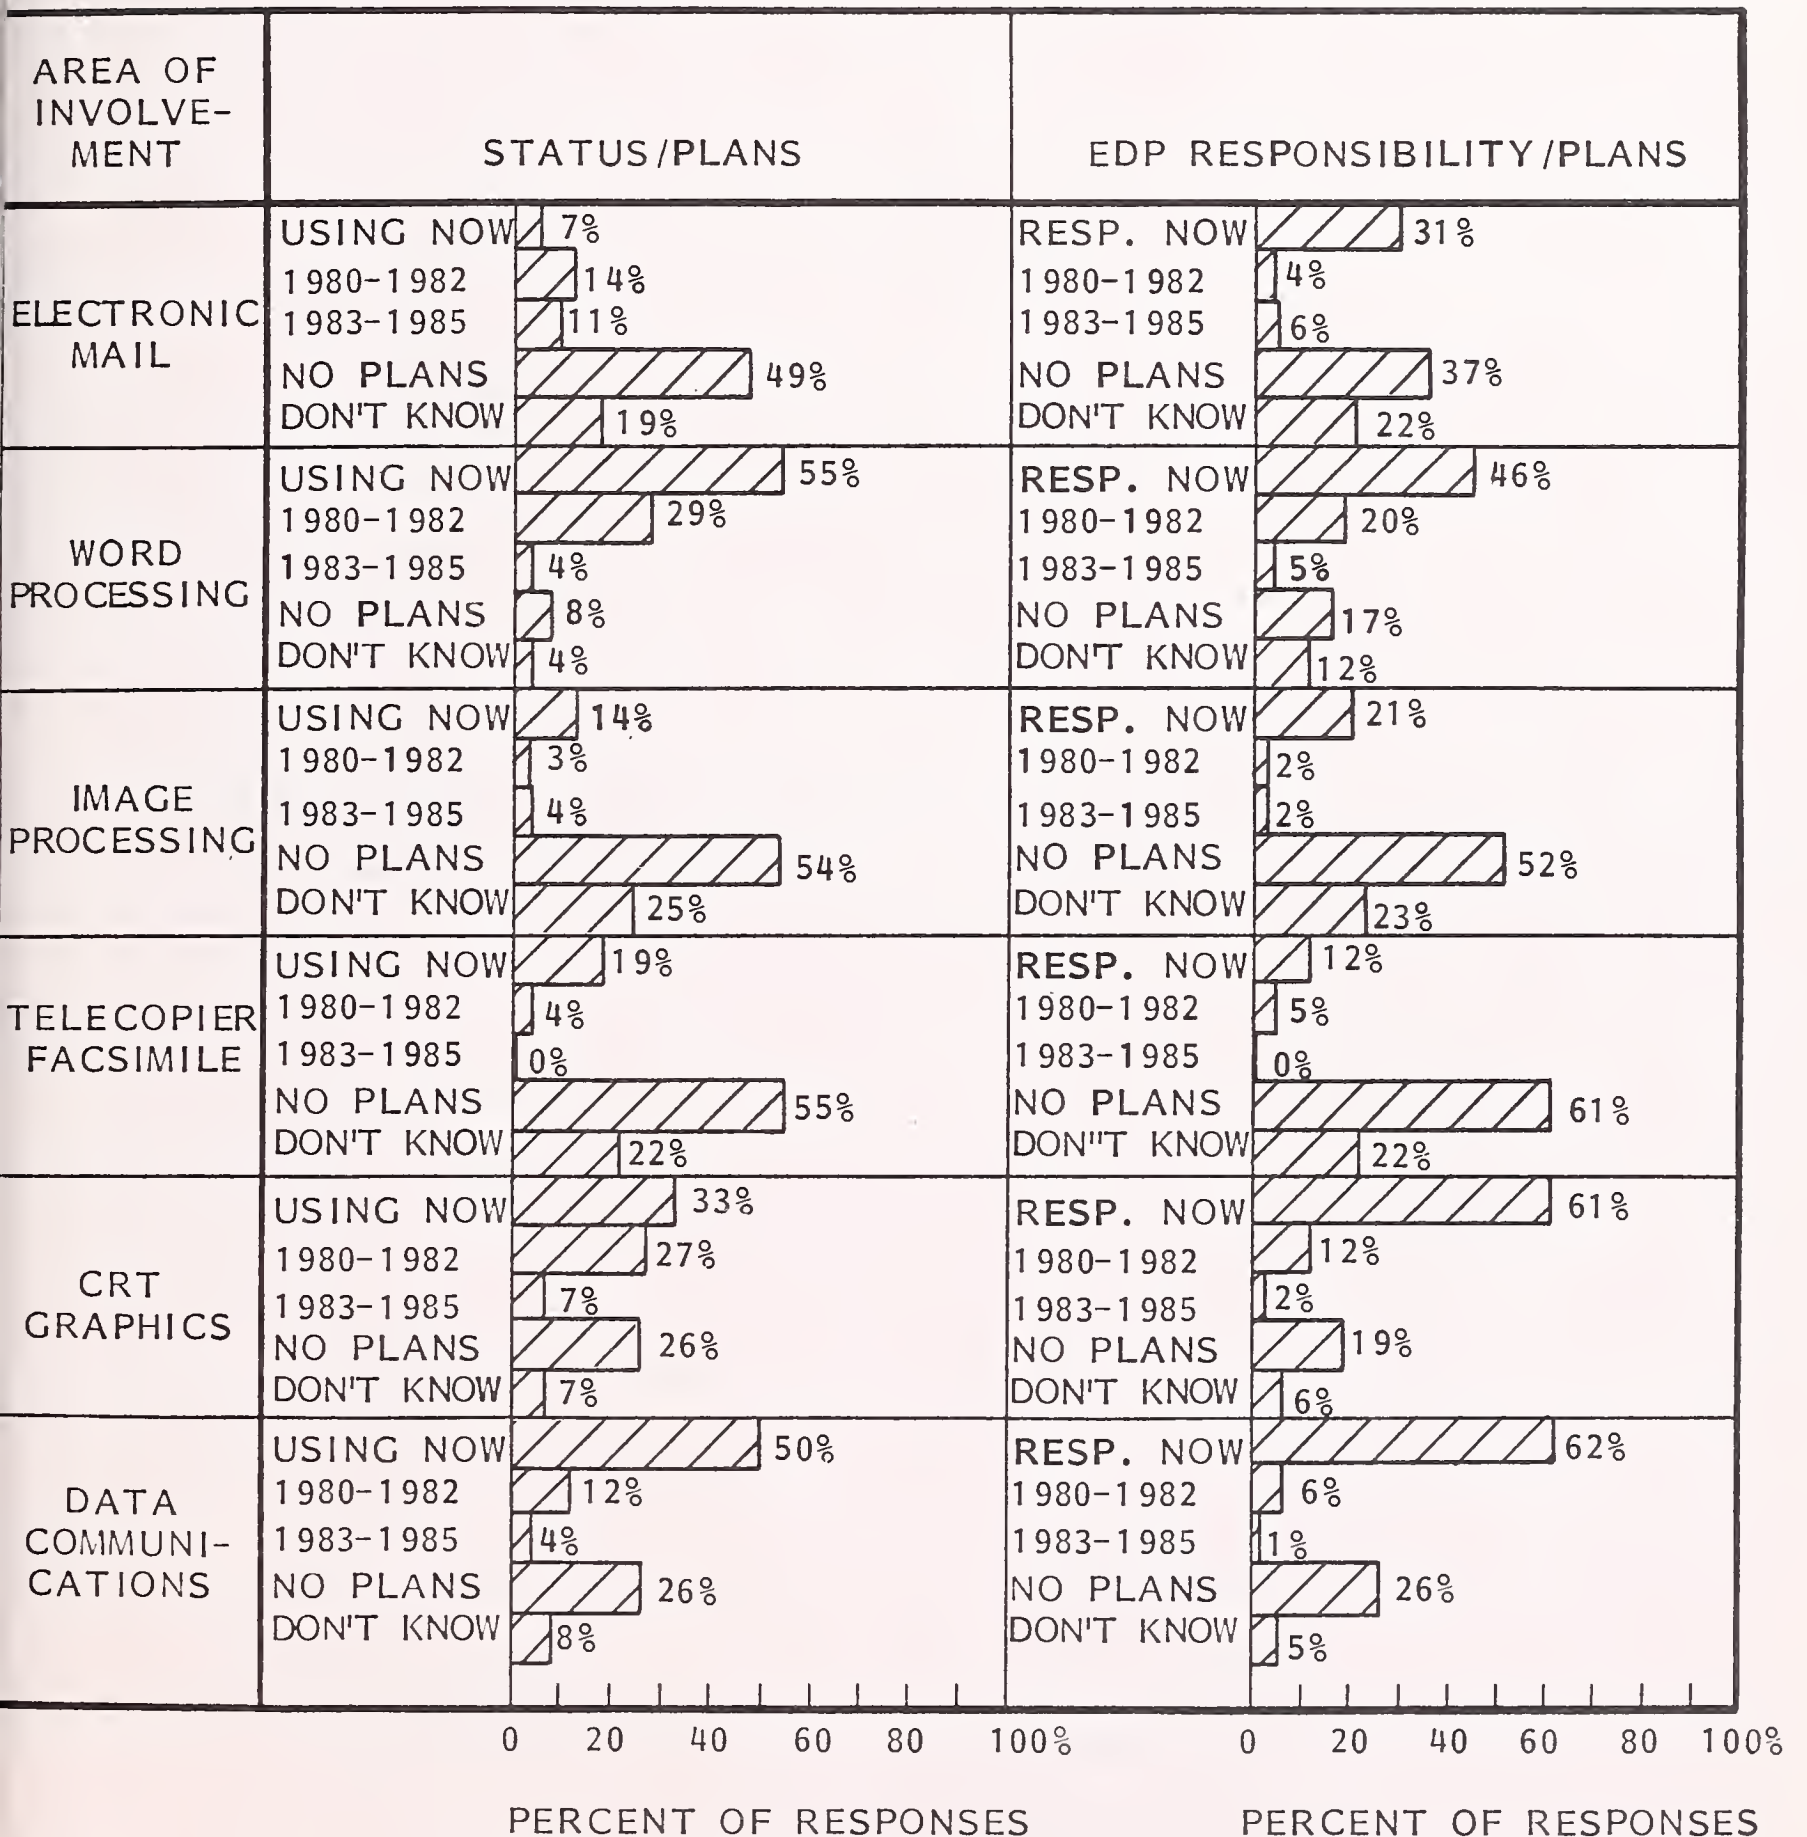 AREA OF
INVOLVE-
MENT
STATUS/PLANS
EDP RESPONSIBILITY/PLANS
ELECTRONIC
MAIL
USING NOW 7%
1980-1982 14%
1983-1985 11%
NO PLANS 49%
DON'T KNOW 19%
RESP. NOW 31%
1980-1982 4%
1983-1985 6%
NO PLANS 37%
DON'T KNOW 22%
WORD
PROCESSING
USING NOW 55%
1980-1982 29%
1983-1985 4%
NO PLANS 8%
DON'T KNOW 4%
RESP. NOW 46%
1980-1982 20%
1983-1985 5%
NO PLANS 17%
DON'T KNOW 12%
IMAGE
PROCESSING
USING NOW 14%
1980-1982 3%
1983-1985 4%
NO PLANS 54%
DON'T KNOW 25%
RESP. NOW 21%
1980-1982 2%
1983-1985 2%
NO PLANS 52%
DON'T KNOW 23%
TELECOPIER
FACSIMILE
USING NOW 19%
1980-1982 4%
1983-1985 0%
NO PLANS 55%
DON'T KNOW 22%
RESP. NOW 12%
1980-1982 5%
1983-1985 0%
NO PLANS 61%
DON"T KNOW 22%
CRT
GRAPHICS
USING NOW 33%
1980-1982 27%
1983-1985 7%
NO PLANS 26%
DON'T KNOW 7%
RESP. NOW 61%
1980-1982 12%
1983-1985 2%
NO PLANS 19%
DON'T KNOW 6%
DATA
COMMUNI-
CATIONS
USING NOW 50%
1980-1982 12%
1983-1985 4%
NO PLANS 26%
DON'T KNOW 8%
RESP. NOW 62%
1980-1982 6%
1983-1985 1%
NO PLANS 26%
DON'T KNOW 5%
0 20 40 60 80 100%
0 20 40 60 80 100%
PERCENT OF RESPONSES
PERCENT OF RESPONSES